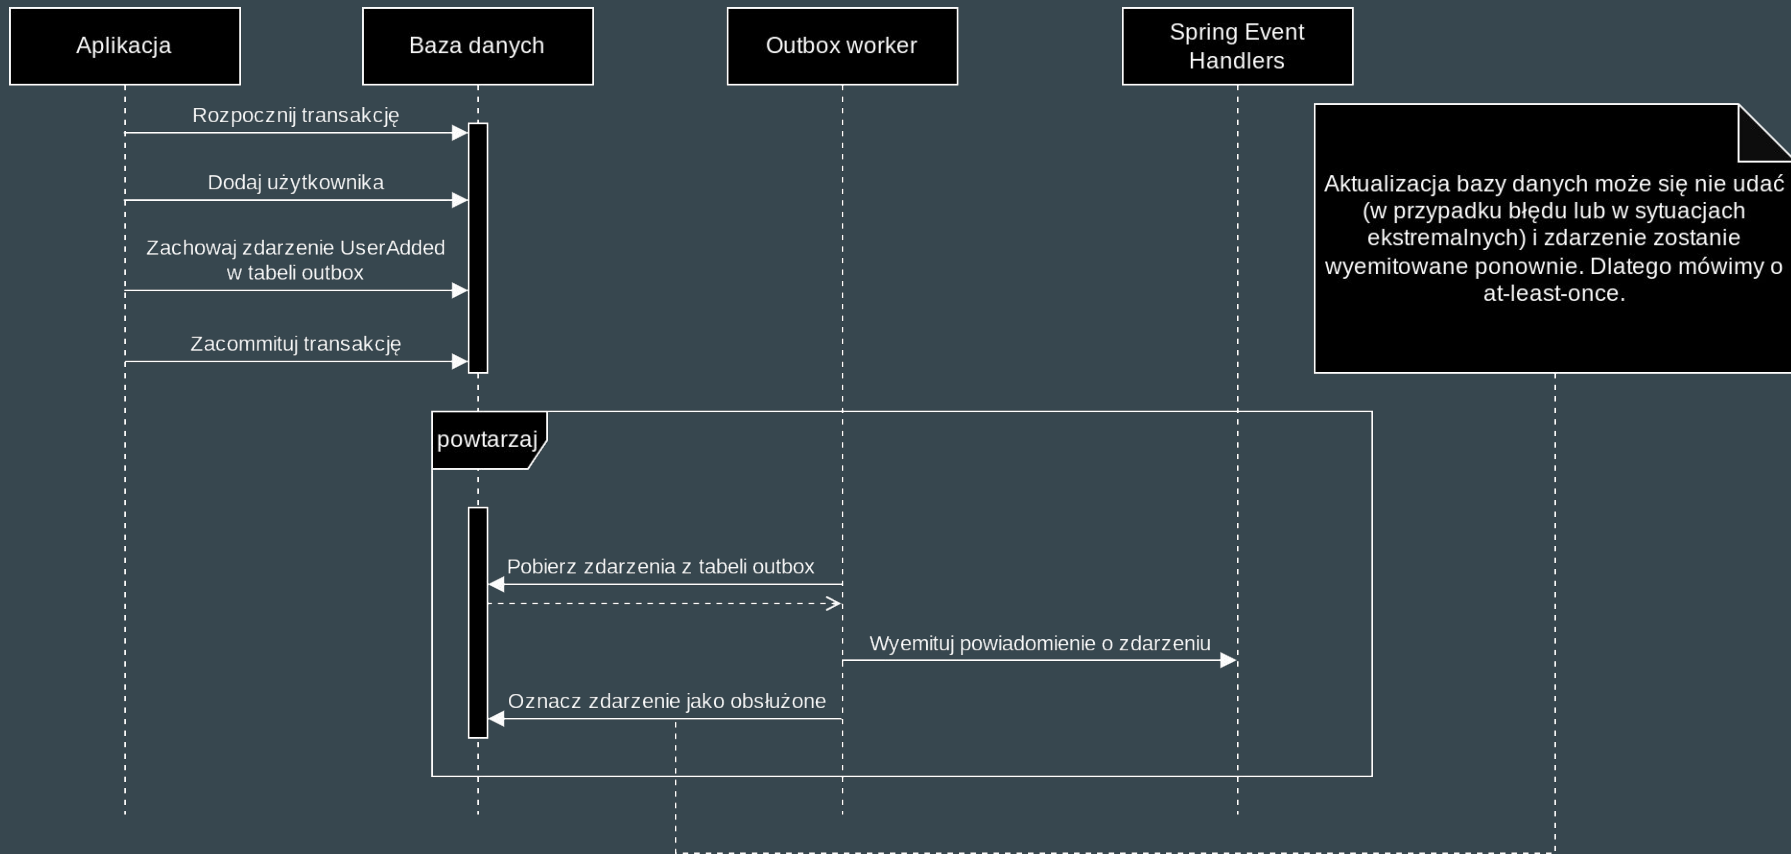 Aplikacja
Baza danych
Outbox worker
Spring Event
Handlers
Rozpocznij transakcję
Dodaj użytkownika
Zachowaj zdarzenie UserAdded
w tabeli outbox
Zacommituj transakcję
Aktualizacja bazy danych może się nie udać
(w przypadku błędu lub w sytuacjach
ekstremalnych) i zdarzenie zostanie
wyemitowane ponownie. Dlatego mówimy o
at-least-once.
powtarzaj
Pobierz zdarzenia z tabeli outbox
Wyemituj powiadomienie o zdarzeniu
Oznacz zdarzenie jako obsłużone